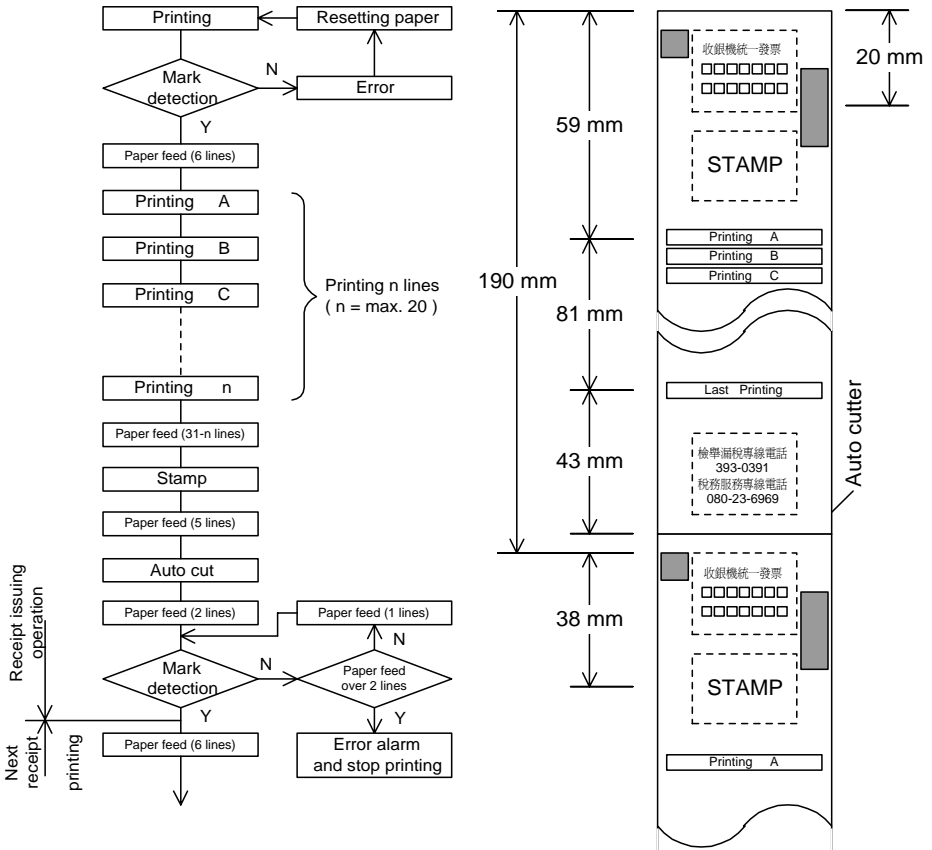 Printing
Resetting paper
Mark
detection
N
Error
Y
Paper feed (6 lines)
Printing A
Printing B
Printing C
Printing n
Printing n lines
( n = max. 20 )
Paper feed (31-n lines)
Stamp
Paper feed (5 lines)
Auto cut
Paper feed (2 lines)
Paper feed (1 lines)
N
Mark
detection
N
Paper feed
over 2 lines
Y
Y
Paper feed (6 lines)
Error alarm
and stop printing
Receipt issuing
operation
Next
receipt
printing
190 mm
59 mm
81 mm
43 mm
38 mm
20 mm
收銀機統一發票
STAMP
Printing A
Printing B
Printing C
Last Printing
檢舉漏稅專線電話
393-0391
稅務服務專線電話
080-23-6969
Auto cutter
收銀機統一發票
STAMP
Printing A